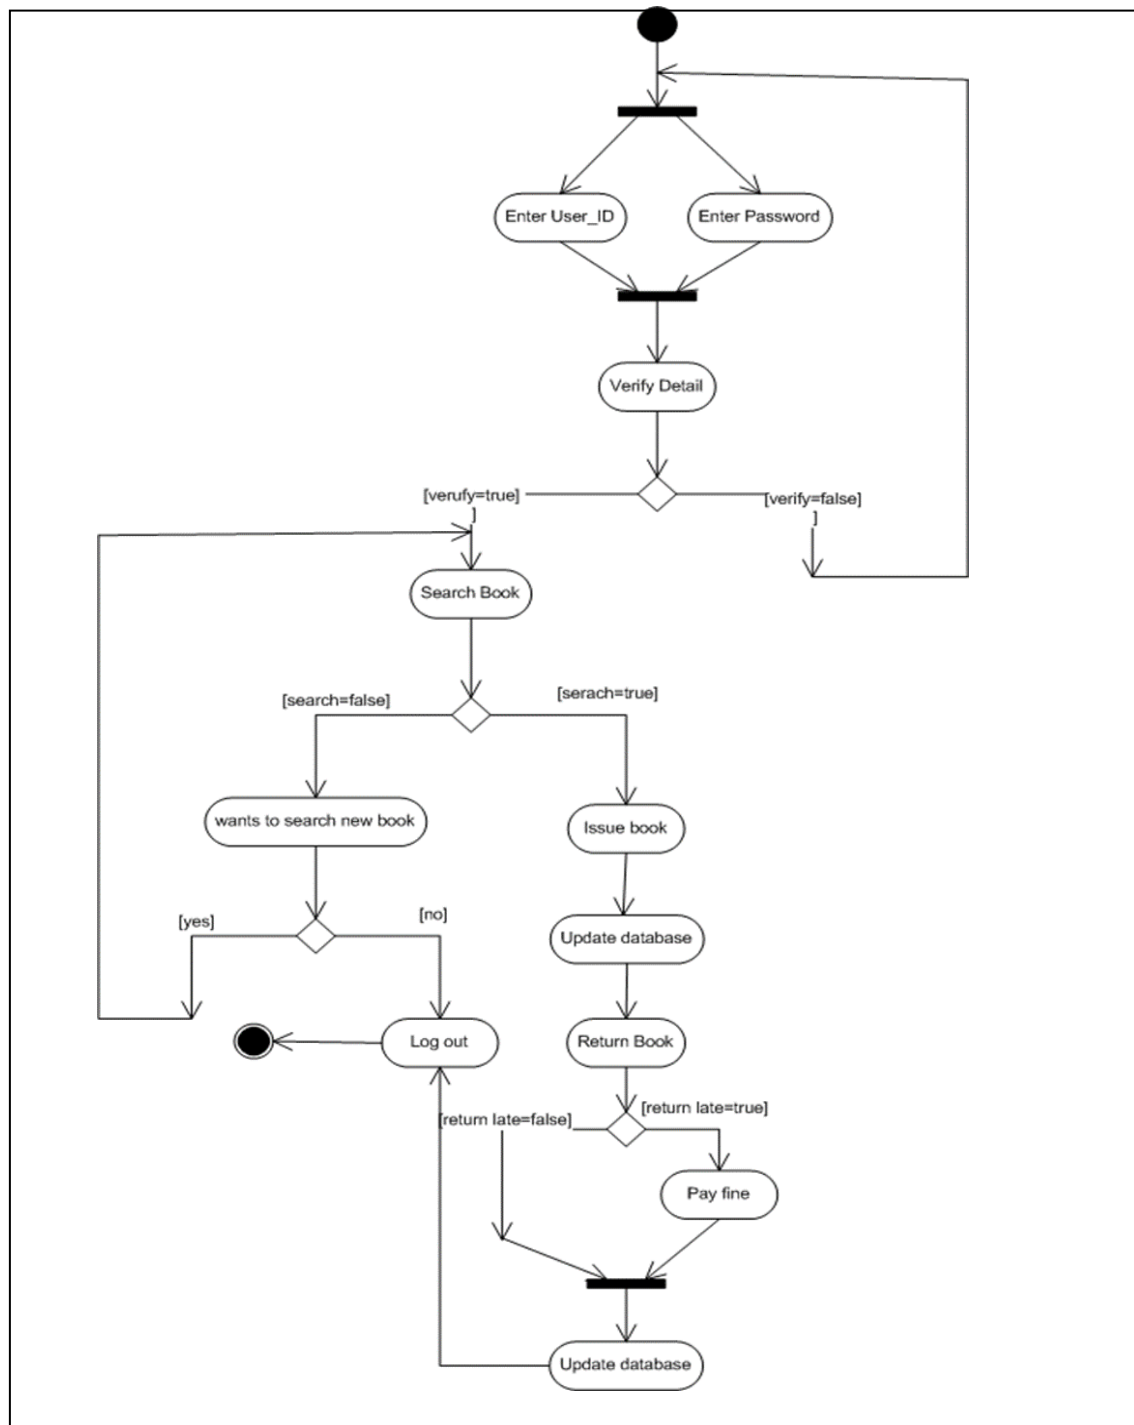 Enter User_ID
Enter Password
Verify Detail
[verufy=true]
]
[verify=false]
]
Search Book
[search=false]
[serach=true]
wants to search new book
Issue book
[yes]
[no]
Update database
Log out
Return Book
[return late=false]
[return late=true]
Pay fine
Update database